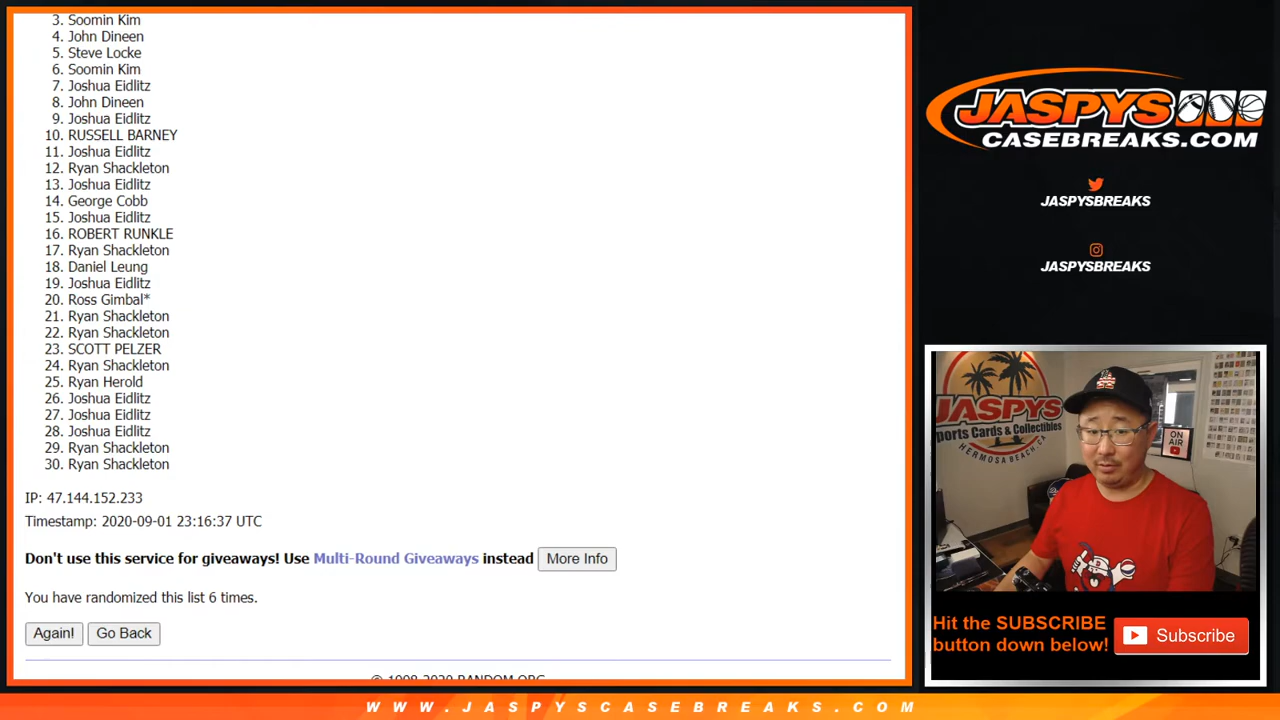 3. Soomin Kim
4. John Dineen
5. Steve Locke
6. Soomin Kim
7. Joshua Eidlitz
8. John Dineen
9. Joshua Eidlitz
10. RUSSELL BARNEY
11. Joshua Eidlitz
12. Ryan Shackleton
13. Joshua Eidlitz
14. George Cobb
15. Joshua Eidlitz
16. ROBERT RUNKLE
17. Ryan Shackleton
18. Daniel Leung
19. Joshua Eidlitz
20. Ross Gimbal*
21. Ryan Shackleton
22. Ryan Shackleton
23. SCOTT PELZER
24. Ryan Shackleton
25. Ryan Herold
26. Joshua Eidlitz
27. Joshua Eidlitz
28. Joshua Eidlitz
29. Ryan Shackleton
30. Ryan Shackleton
IP: 47.144.152.233
Timestamp: 2020-09-01 23:16:37 UTC
Don't use this service for giveaways! Use Multi-Round Giveaways instead More Info
You have randomized this list 6 times.
Again! Go Back
© 1998-2020 RANDOM.ORG
JASPYS
CASEBREAKS.COM
JASPYSBREAKS
JASPYSBREAKS
JASPYS
Sports Cards & Collectibles
HERMOSA BEACH, CA
ON
AIR
Hit the SUBSCRIBE
button down below!
Subscribe
WWW.JASPYSCASEBREAKS.COM